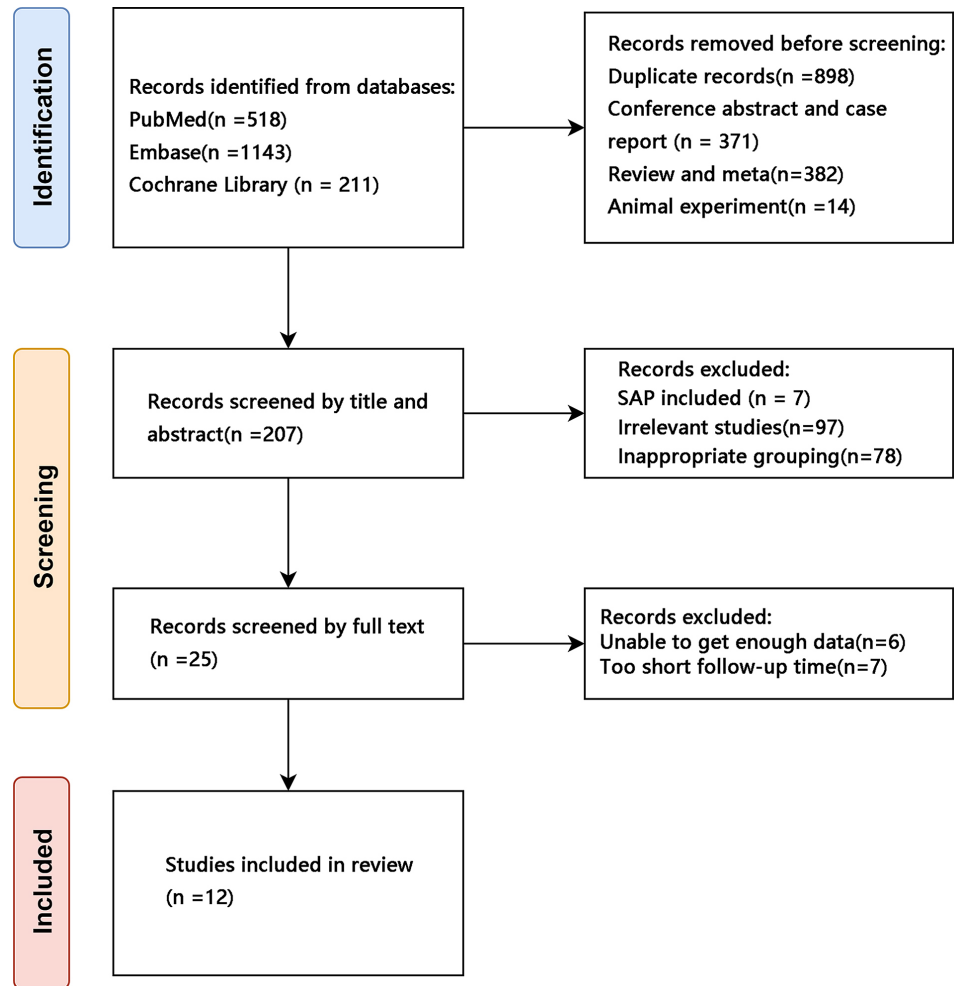 Identification
Records identified from databases:
PubMed(n =518)
Embase(n =1143)
Cochrane Library (n = 211)
Records removed before screening:
Duplicate records(n =898)
Conference abstract and case
report (n = 371)
Review and meta(n=382)
Animal experiment(n =14)
Screening
Records screened by title and
abstract(n =207)
Records excluded:
SAP included (n = 7)
Irrelevant studies(n=97)
Inappropriate grouping(n=78)
Records screened by full text
(n =25)
Records excluded:
Unable to get enough data(n=6)
Too short follow-up time(n=7)
Included
Studies included in review
(n =12)